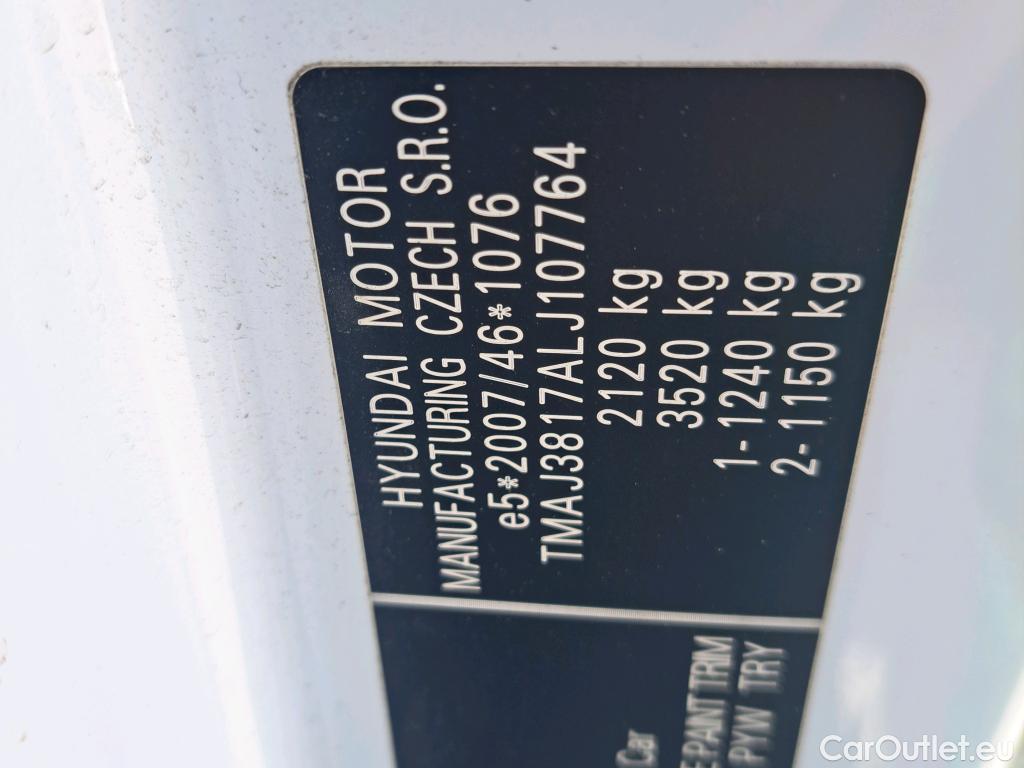 HYUNDAI MOTOR
MANUFACTURING CZECH S.R.O.
e5*2007/46*1076
TMAJ3817ALJ107764
2120 kg
3520 kg
1- 1240 kg
2- 1150 kg
Car
PAINT TRIM
PYW TRY
CarOutlet.eu